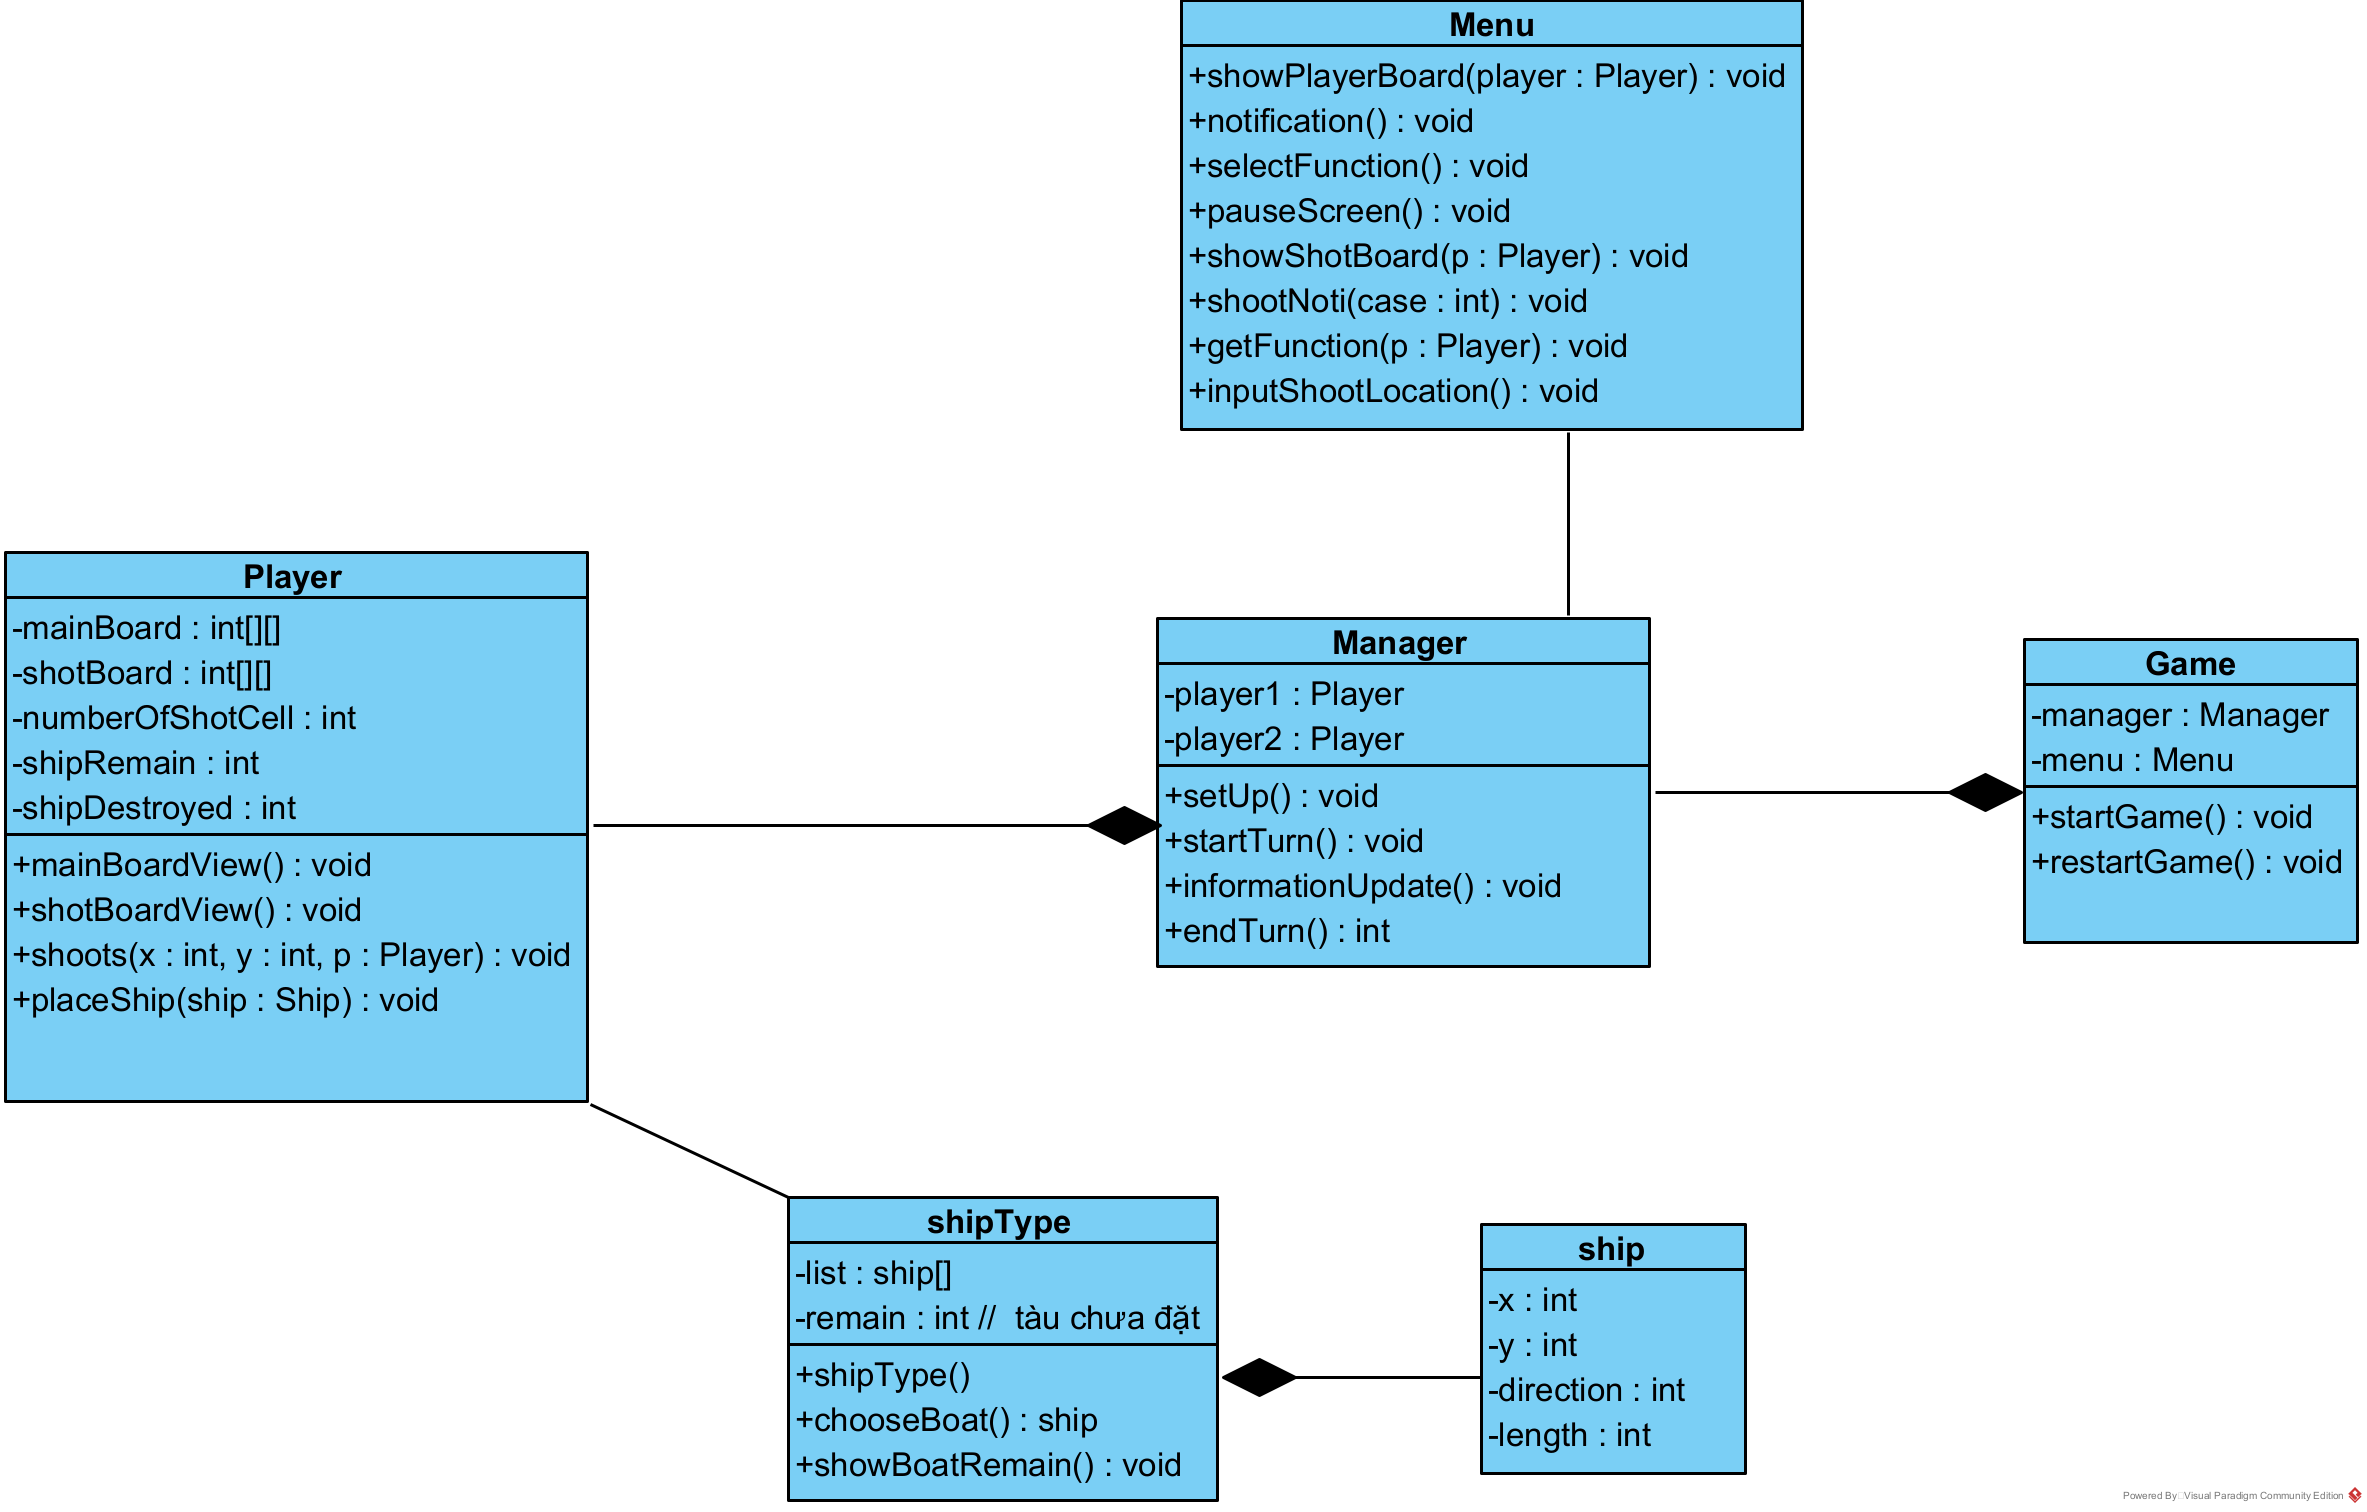 Menu
+showPlayerBoard(player : Player) : void
+notification() : void
+selectFunction() : void
+pauseScreen() : void
+showShotBoard(p : Player) : void
+shootNoti(case : int) : void
+getFunction(p : Player) : void
+inputShootLocation() : void
Player
-mainBoard : int[][]
-shotBoard : int[][]
-numberOfShotCell : int
-shipRemain : int
-shipDestroyed : int
+mainBoardView() : void
+shotBoardView() : void
+shoots(x : int, y : int, p : Player) : void
+placeShip(ship : Ship) : void
Manager
-player1 : Player
-player2 : Player
+setUp() : void
+startTurn() : void
+informationUpdate() : void
+endTurn() : int
Game
-manager : Manager
-menu : Menu
+startGame() : void
+restartGame() : void
shipType
-list : ship[]
-remain : int //  tàu chưa đặt
+shipType()
+chooseBoat() : ship
+showBoatRemain() : void
ship
-x : int
-y : int
-direction : int
-length : int
Powered By Visual Paradigm Community Edition